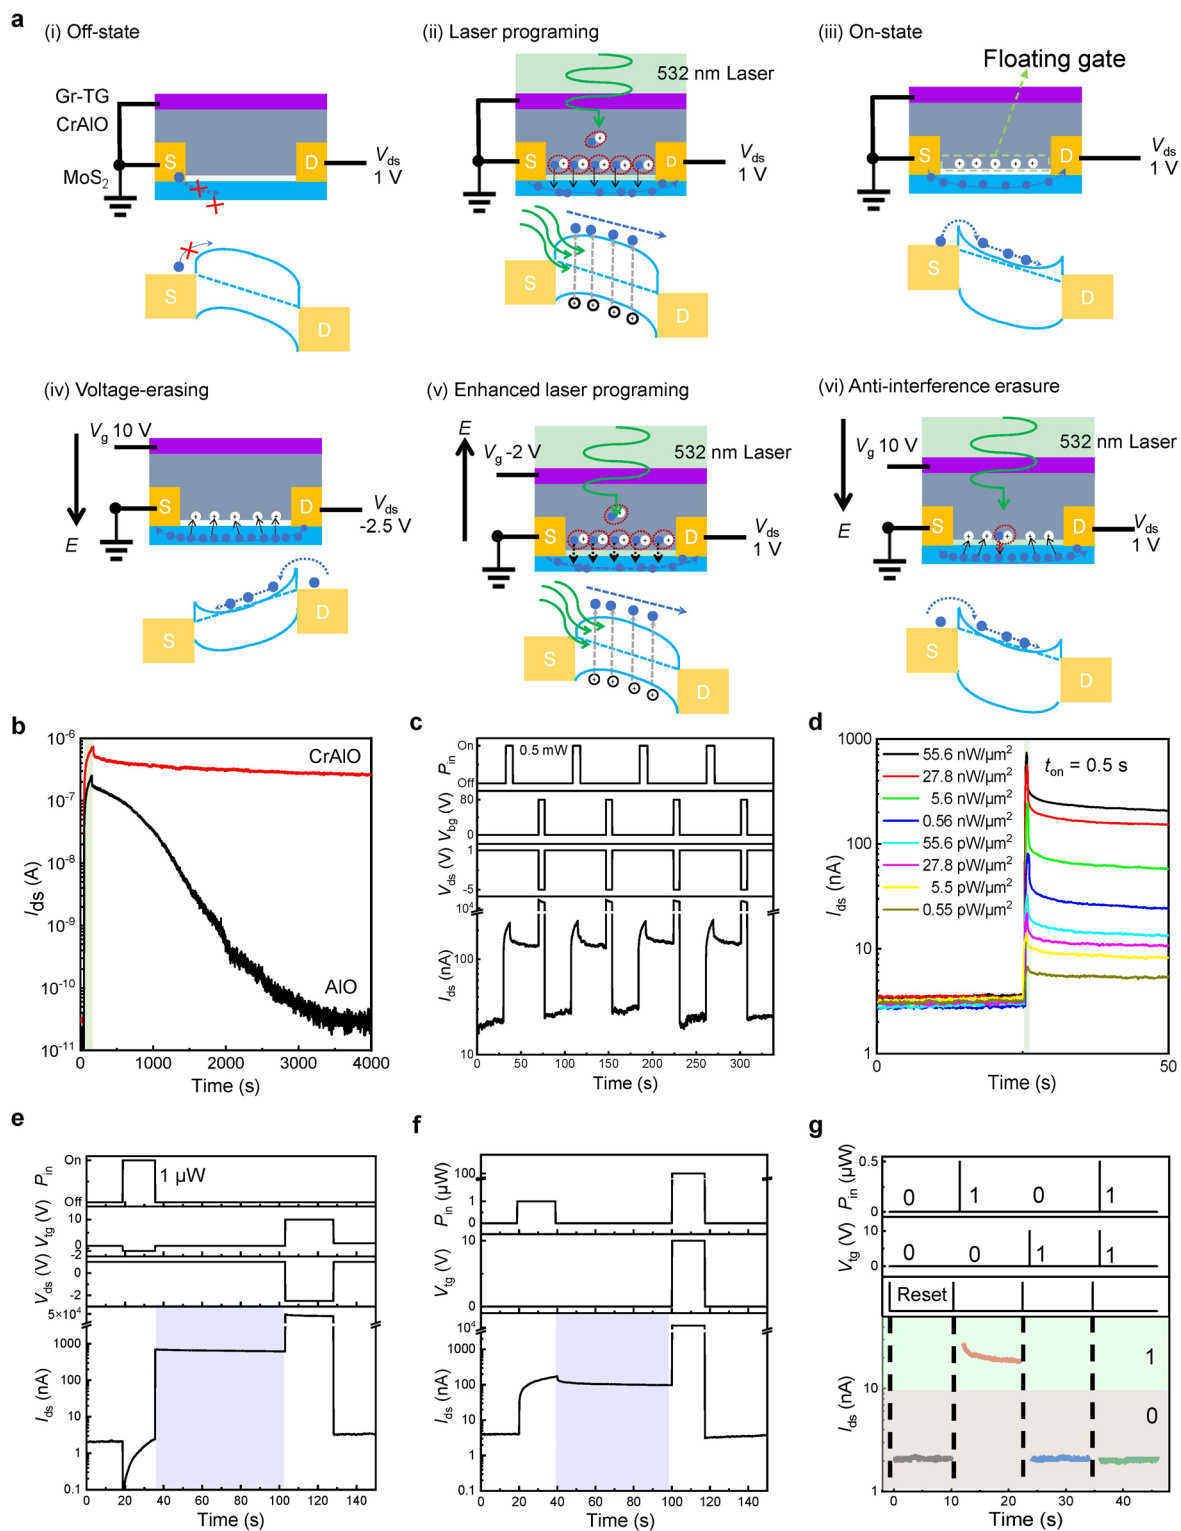 a
(i) Off-state
(ii) Laser programing
(iii) On-state
Gr-TG
CrAlO
MoS2
S
D
Vds
1 V
S
D
532 nm Laser
S
D
Vds
1 V
S
D
Floating gate
S
D
Vds
1 V
S
D
(iv) Voltage-erasing
(v) Enhanced laser programing
(vi) Anti-interference erasure
Vg 10 V
E
S
D
Vds
-2.5 V
S
D
E
Vg -2 V
532 nm Laser
S
D
Vds
1 V
S
D
Vg 10 V
E
532 nm Laser
S
D
Vds
1 V
S
D
b
10-6
10-7
10-8
10-9
10-10
10-11
Ids (A)
CrAlO
AlO
0 1000 2000 3000 4000
Time (s)
c
On
Off
Pin
0.5 mW
80
0
Vbg (V)
1
-5
Vds (V)
10^4
100
10
Ids (nA)
0 50 100 150 200 250 300
Time (s)
d
1000
100
10
1
Ids (nA)
55.6 nW/µm2
27.8 nW/µm2
5.6 nW/µm2
0.56 nW/µm2
55.6 pW/µm2
27.8 pW/µm2
5.5 pW/µm2
0.55 pW/µm2
ton = 0.5 s
0 25 50
Time (s)
e
On
Off
Pin
1 µW
10
0
-2
Vtg (V)
0
-2
Vds (V)
5×10^4
1000
100
10
1
0.1
Ids (nA)
0 20 40 60 80 100 120 140
Time (s)
f
100
1
0
Pin (µW)
10
0
Vtg (V)
10^4
1000
100
10
1
0.1
Ids (nA)
0 20 40 60 80 100 120 140
Time (s)
g
0.5
0
Pin (µW)
0 1 0 1
10
0
Vtg (V)
0 0 1 1
Reset
1
0
10
1
Ids (nA)
0 10 20 30 40
Time (s)